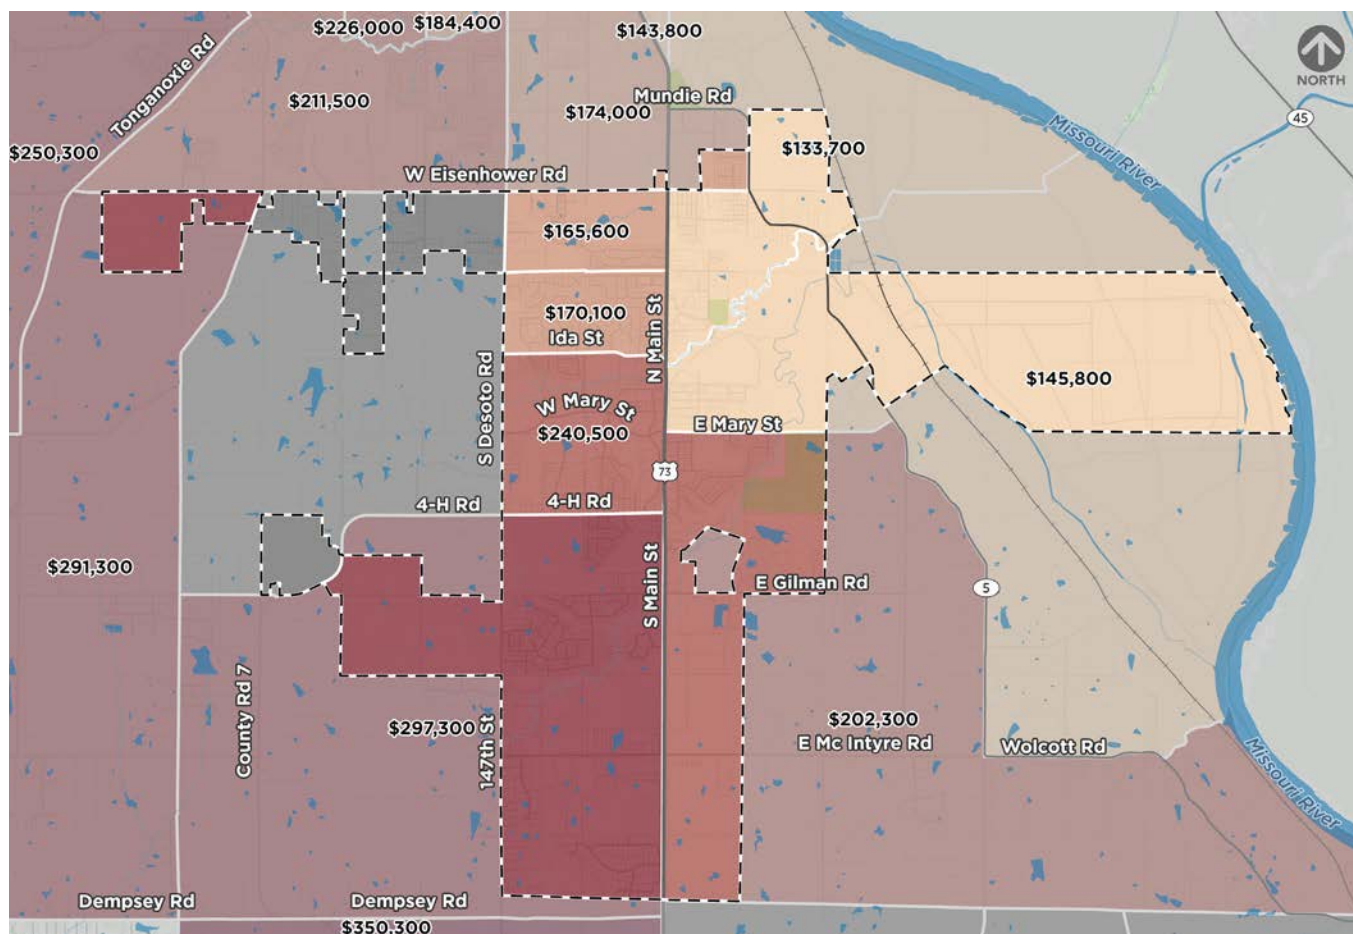 $226,000
$184,400
$143,800
NORTH
Tonganoxie Rd
$211,500
Mundie Rd
$174,000
45
Missouri River
$250,300
$133,700
W Eisenhower Rd
$165,600
$170,100
Ida St
N Main St
S Desoto Rd
W Mary St
$240,500
E Mary St
$145,800
73
4-H Rd
4-H Rd
$291,300
S Main St
E Gilman Rd
5
County Rd 7
$297,300
147th St
$202,300
E Mc Intyre Rd
Wolcott Rd
Missouri River
Dempsey Rd
Dempsey Rd
$350,300